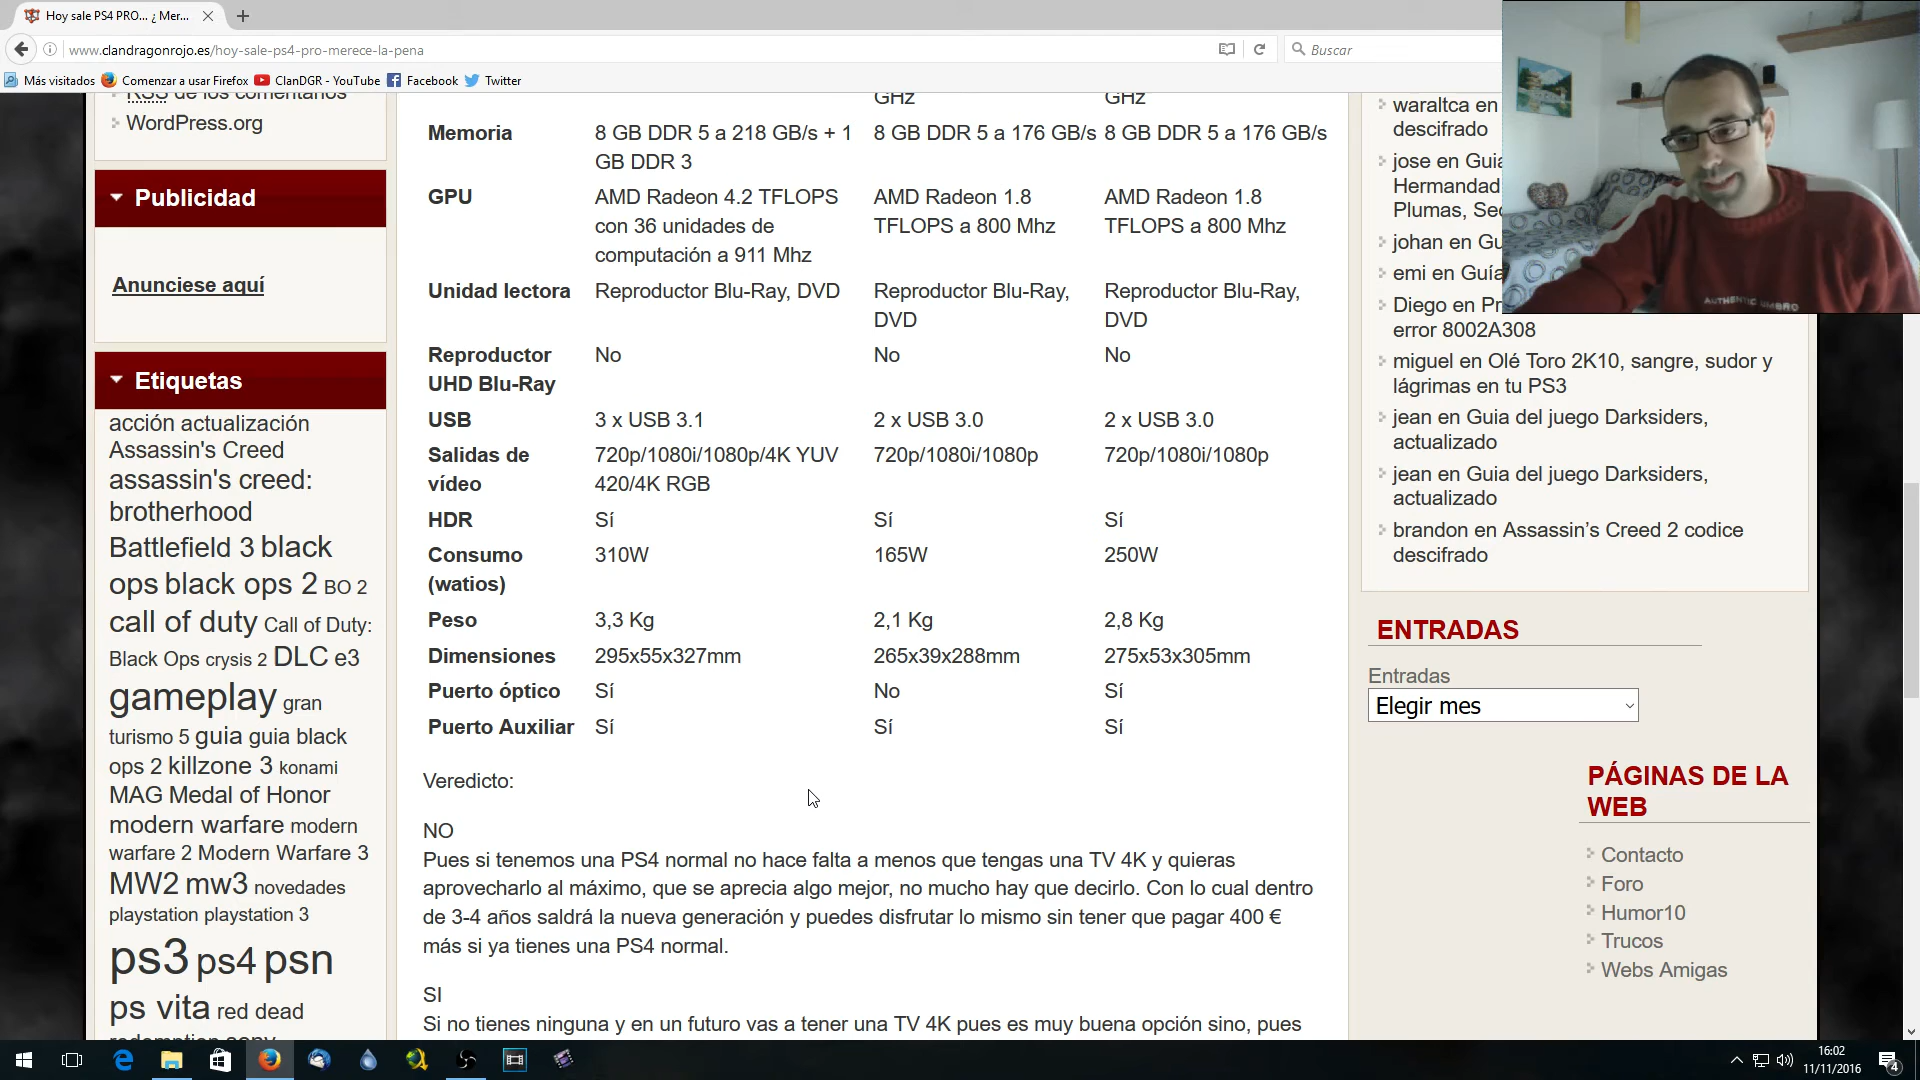 Hoy sale PS4 PRO... ¿ Mer...
www.clandragonrojo.es/hoy-sale-ps4-pro-merece-la-pena
Buscar
Más visitados Comenzar a usar Firefox ClanDGR - YouTube Facebook Twitter
RSS de los comentarios
WordPress.org
Publicidad
Anunciese aquí
Etiquetas
acción actualización
Assassin's Creed
assassin's creed:
brotherhood
Battlefield 3 black
ops black ops 2 BO 2
call of duty Call of Duty:
Black Ops crysis 2 DLC e3
gameplay gran
turismo 5 guia guia black
ops 2 killzone 3 konami
MAG Medal of Honor
modern warfare modern
warfare 2 Modern Warfare 3
MW2 mw3 novedades
playstation playstation 3
ps3 ps4 psn
ps vita red dead
redemption sony
GHz GHz
Memoria 8 GB DDR 5 a 218 GB/s + 1 8 GB DDR 5 a 176 GB/s 8 GB DDR 5 a 176 GB/s
GB DDR 3
GPU AMD Radeon 4.2 TFLOPS AMD Radeon 1.8 AMD Radeon 1.8
con 36 unidades de TFLOPS a 800 Mhz TFLOPS a 800 Mhz
computación a 911 Mhz
Unidad lectora Reproductor Blu-Ray, DVD Reproductor Blu-Ray, Reproductor Blu-Ray,
DVD DVD
Reproductor No No No
UHD Blu-Ray
USB 3 x USB 3.1 2 x USB 3.0 2 x USB 3.0
Salidas de 720p/1080i/1080p/4K YUV 720p/1080i/1080p 720p/1080i/1080p
vídeo 420/4K RGB
HDR Sí Sí Sí
Consumo 310W 165W 250W
(watios)
Peso 3,3 Kg 2,1 Kg 2,8 Kg
Dimensiones 295x55x327mm 265x39x288mm 275x53x305mm
Puerto óptico Sí No Sí
Puerto Auxiliar Sí Sí Sí
Veredicto:
NO
Pues si tenemos una PS4 normal no hace falta a menos que tengas una TV 4K y quieras
aprovecharlo al máximo, que se aprecia algo mejor, no mucho hay que decirlo. Con lo cual dentro
de 3-4 años saldrá la nueva generación y puedes disfrutar lo mismo sin tener que pagar 400 €
más si ya tienes una PS4 normal.
SI
Si no tienes ninguna y en un futuro vas a tener una TV 4K pues es muy buena opción sino, pues
waraltca en
descifrado
jose en Guia
Hermandad
Plumas, Sec
johan en Gu
emi en Guía
Diego en Pr
error 8002A308
miguel en Olé Toro 2K10, sangre, sudor y
lágrimas en tu PS3
jean en Guia del juego Darksiders,
actualizado
jean en Guia del juego Darksiders,
actualizado
brandon en Assassin’s Creed 2 codice
descifrado
ENTRADAS
Entradas
Elegir mes
PÁGINAS DE LA
WEB
Contacto
Foro
Humor10
Trucos
Webs Amigas
AUTHENTIC UMBRO
16:02
11/11/2016
4